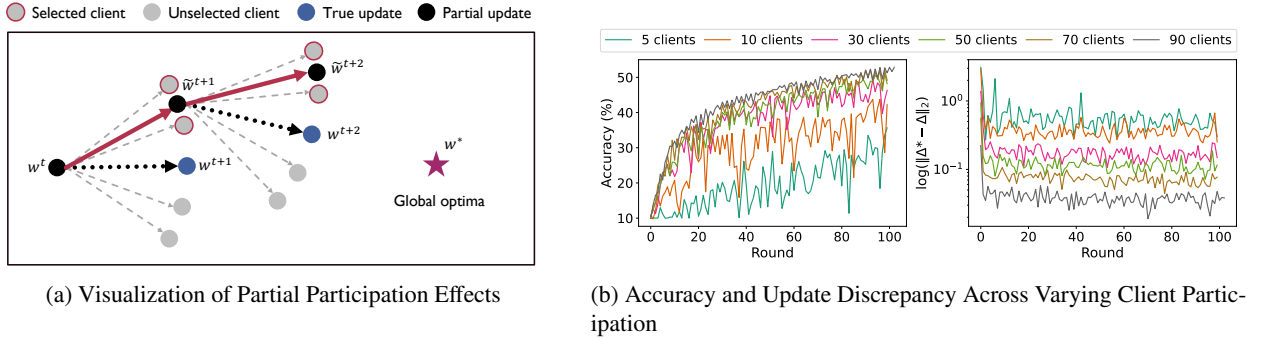 Selected client Unselected client True update Partial update
w̃ᵗ⁺²
w̃ᵗ⁺¹
wᵗ⁺²
w*
wᵗ wᵗ⁺¹
Global optima
(a) Visualization of Partial Participation Effects
5 clients 10 clients 30 clients 50 clients 70 clients 90 clients
Accuracy (%)
50
40
30
20
10
0 20 40 60 80 100
Round
log(‖Δ* − Δ‖₂)
10⁰
10⁻¹
0 20 40 60 80 100
Round
(b) Accuracy and Update Discrepancy Across Varying Client Partic-
ipation